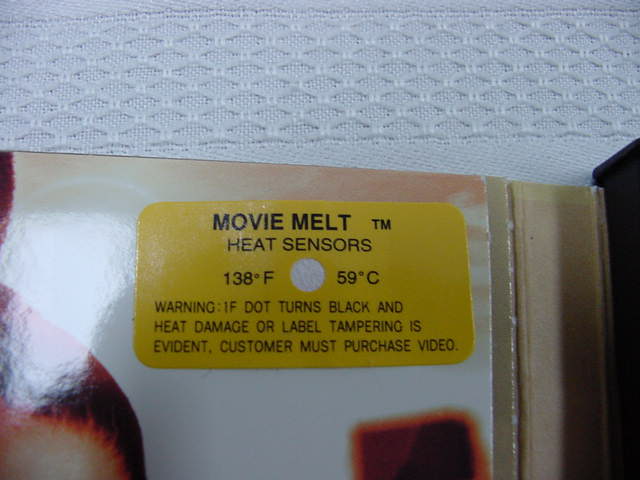 MOVIE MELT ™
HEAT SENSORS
138°F 59°C
WARNING:IF DOT TURNS BLACK AND
HEAT DAMAGE OR LABEL TAMPERING IS
EVIDENT, CUSTOMER MUST PURCHASE VIDEO.